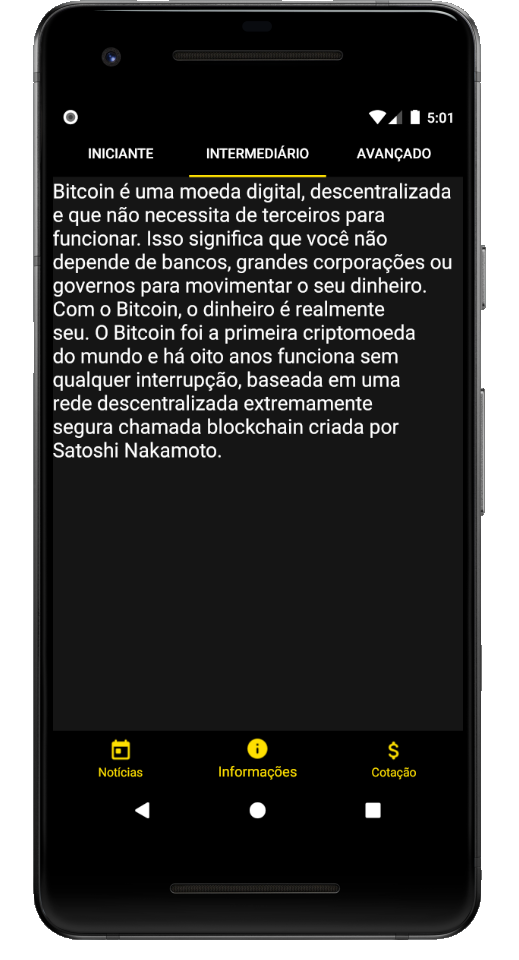 5:01
INICIANTE INTERMEDIÁRIO AVANÇADO
Bitcoin é uma moeda digital, descentralizada
e que não necessita de terceiros para
funcionar. Isso significa que você não
depende de bancos, grandes corporações ou
governos para movimentar o seu dinheiro.
Com o Bitcoin, o dinheiro é realmente
seu. O Bitcoin foi a primeira criptomoeda
do mundo e há oito anos funciona sem
qualquer interrupção, baseada em uma
rede descentralizada extremamente
segura chamada blockchain criada por
Satoshi Nakamoto.
Notícias Informações Cotação